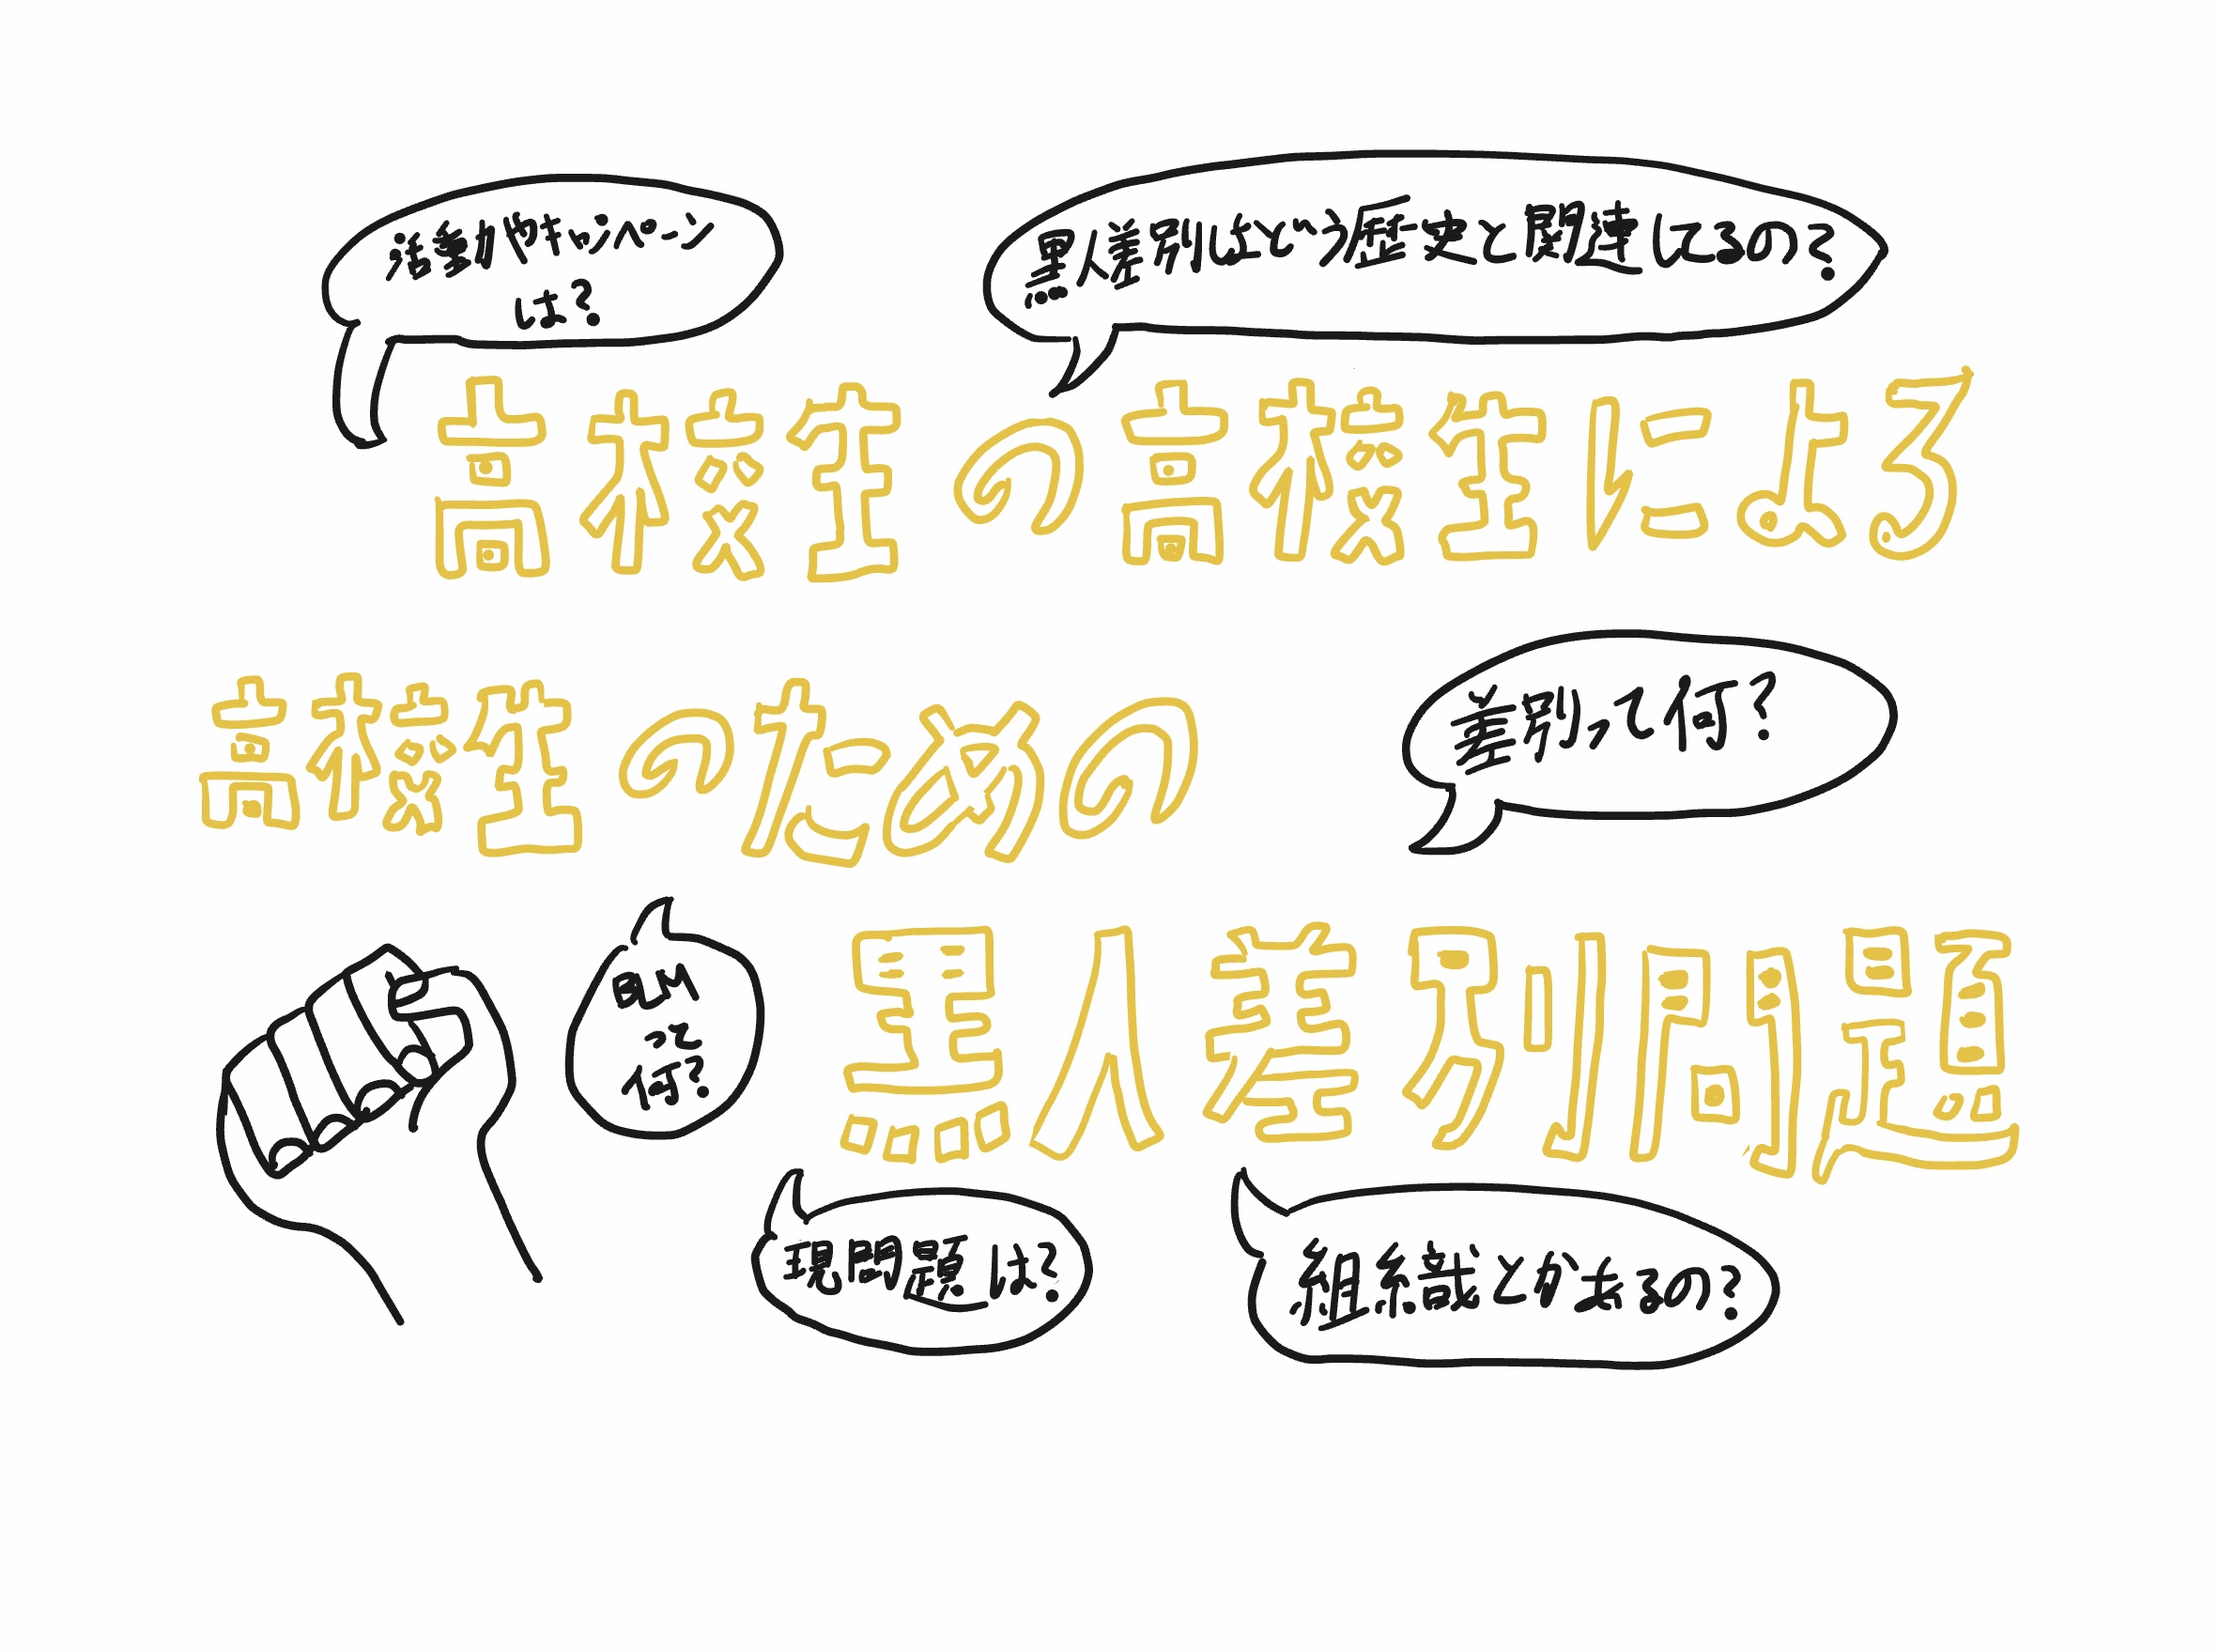 活動やキャンペーン
は?
黒人差別はどういう歴史と関連してるの?
高校生の高校生による
高校生のための
差別って何?
BLM
って
何?
黒人差別問題
現問題は?
組織とかあるの?